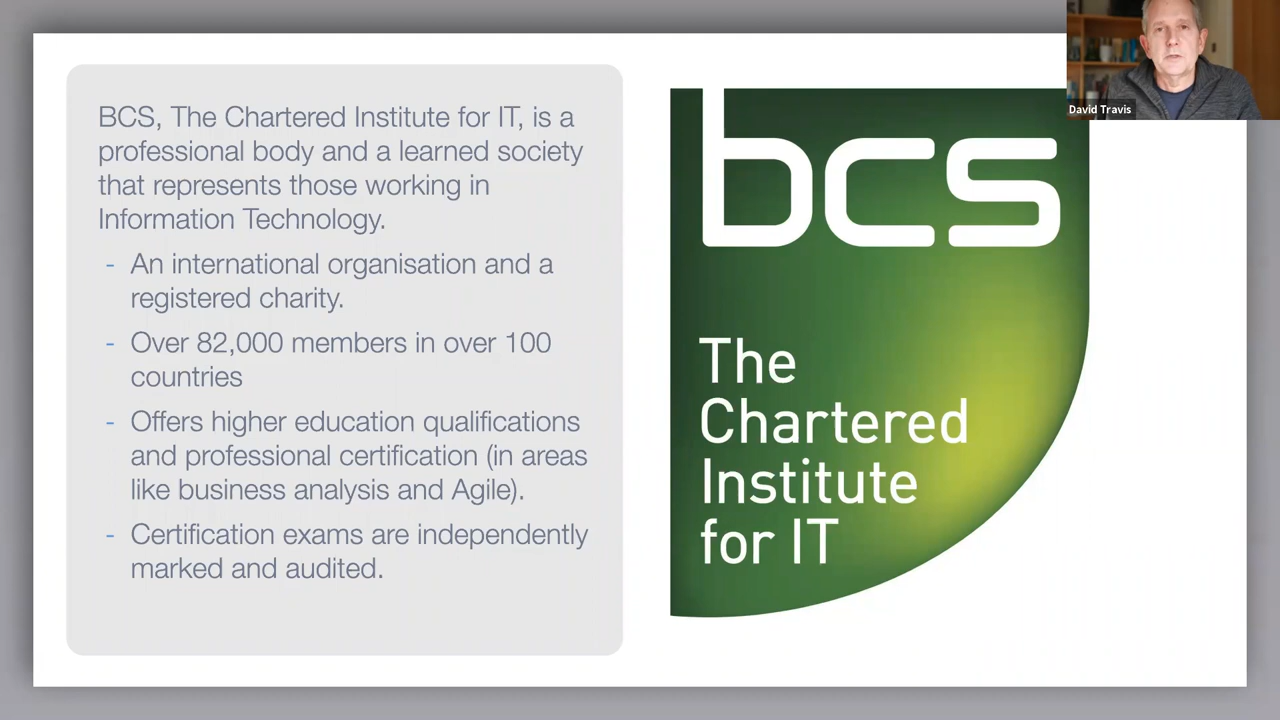 BCS, The Chartered Institute for IT, is a
professional body and a learned society
that represents those working in
Information Technology.
- An international organisation and a
registered charity.
- Over 82,000 members in over 100
countries
- Offers higher education qualifications
and professional certification (in areas
like business analysis and Agile).
- Certification exams are independently
marked and audited.
bcs
The
Chartered
Institute
for IT
David Travis